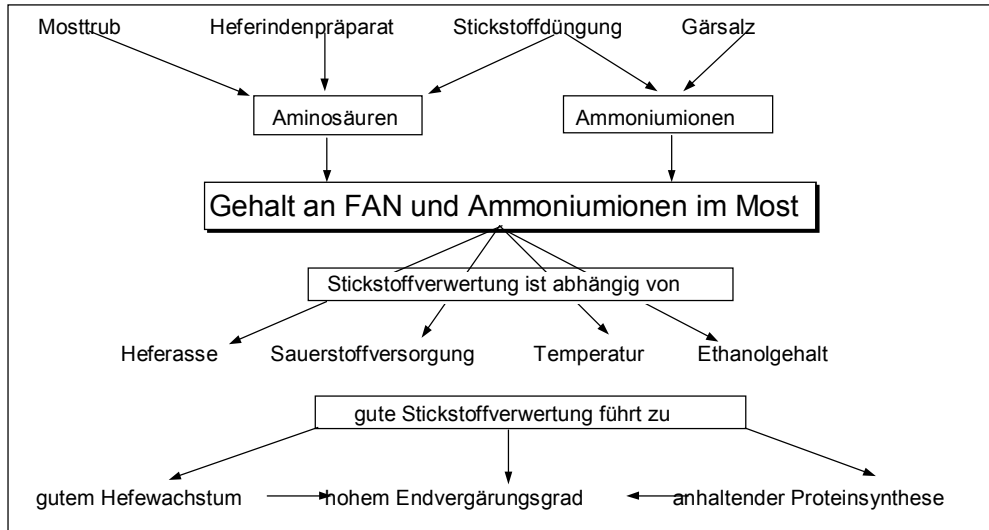 Mosttrub Heferindenpräparat Stickstoffdüngung Gärsalz
Aminosäuren Ammoniumionen
Gehalt an FAN und Ammoniumionen im Most
Stickstoffverwertung ist abhängig von
Heferasse Sauerstoffversorgung Temperatur Ethanolgehalt
gute Stickstoffverwertung führt zu
gutem Hefewachstum hohem Endvergärungsgrad anhaltender Proteinsynthese